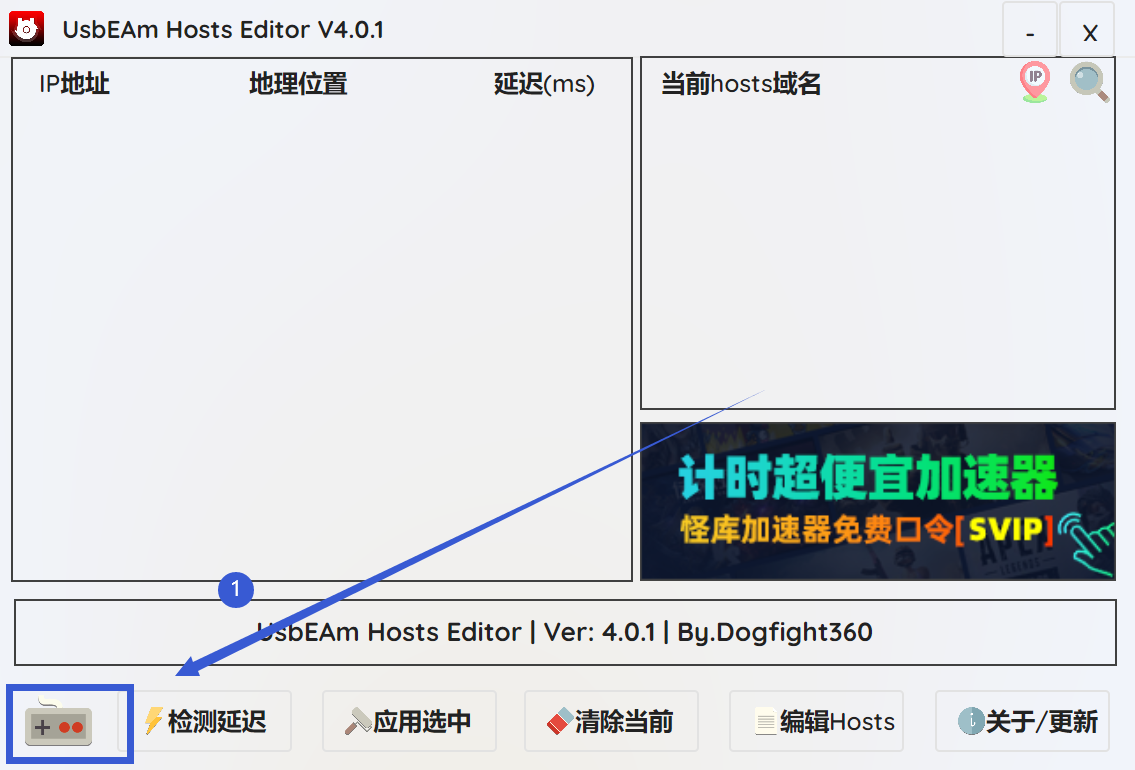 UsbEAm Hosts Editor V4.0.1
- X
IP地址 地理位置 延迟(ms)
当前hosts域名
IP
计时超便宜加速器
怪库加速器免费口令[SVIP]
APEX
LEGENDS
1
UsbEAm Hosts Editor | Ver: 4.0.1 | By.Dogfight360
检测延迟
应用选中
清除当前
编辑Hosts
关于/更新